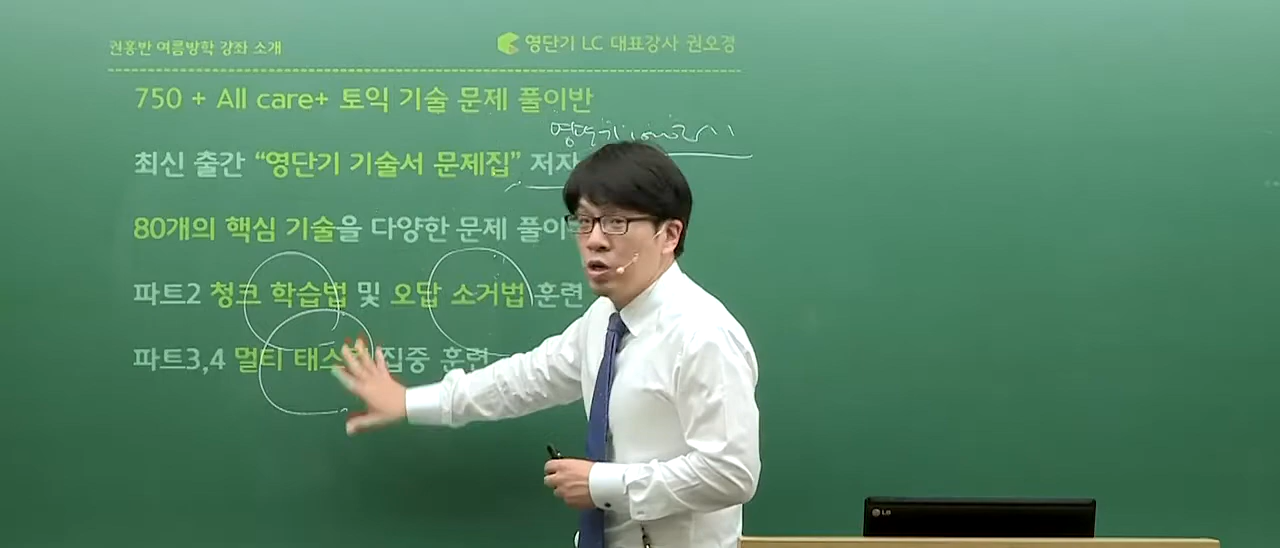 권홍반 여름방학 강좌 소개
영단기 LC 대표강사 권오경
750 + All care+ 토익 기술 문제 풀이반
최신 출간 “영단기 기술서 문제집” 저자
80개의 핵심 기술을 다양한 문제 풀이
파트2 청크 학습법 및 오답 소거법 훈련
파트3,4 멀티 집중 훈련
LG